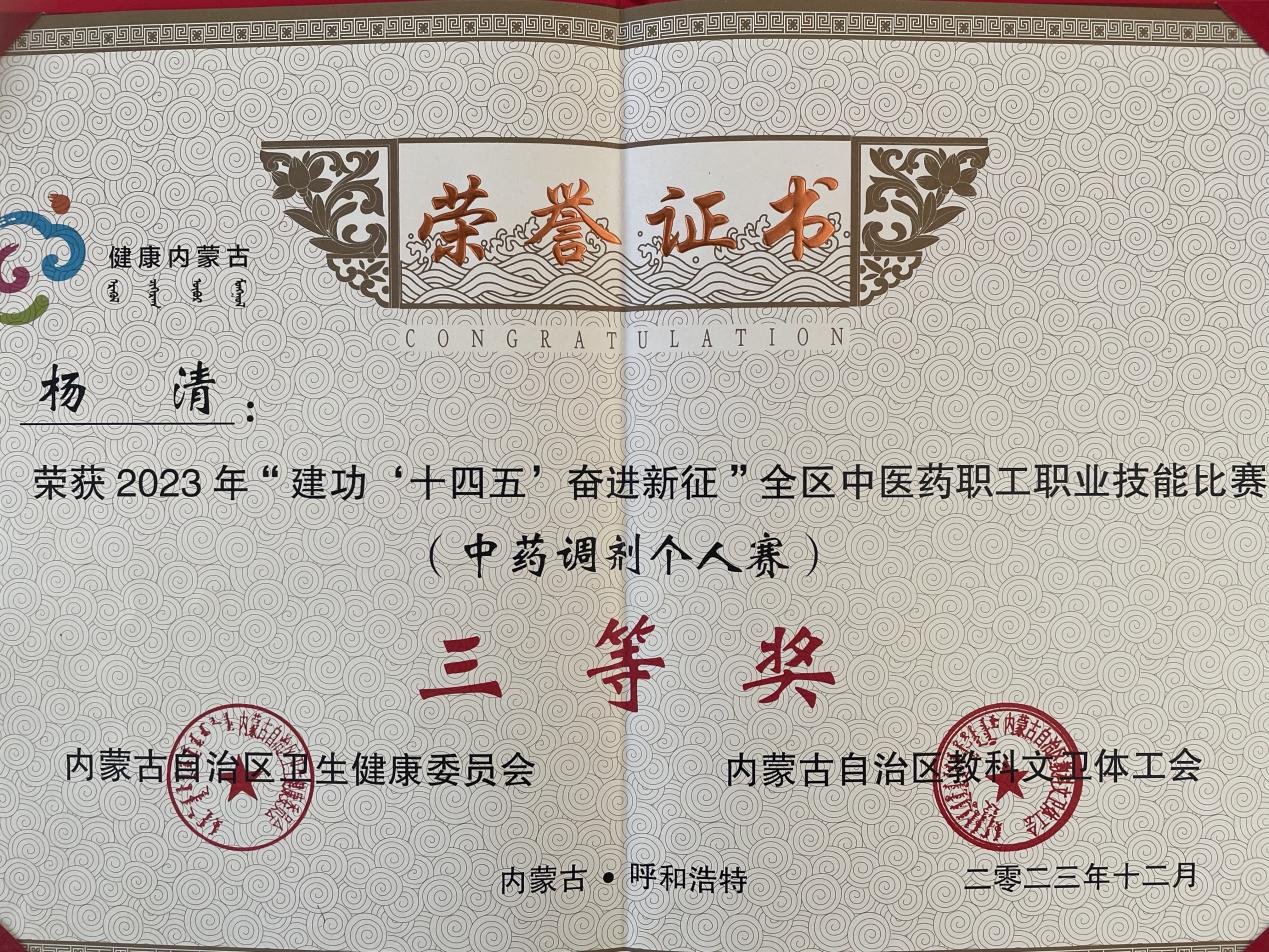 荣誉证书
CONGRATULATION
健康内蒙古
杨 清：
荣获2023年“建功‘十四五’奋进新征”全区中医药职工职业技能比赛
（中药调剂个人赛）
三等奖
内蒙古自治区卫生健康委员会
内蒙古自治区教科文卫体工会
内蒙古·呼和浩特
二零二三年十二月